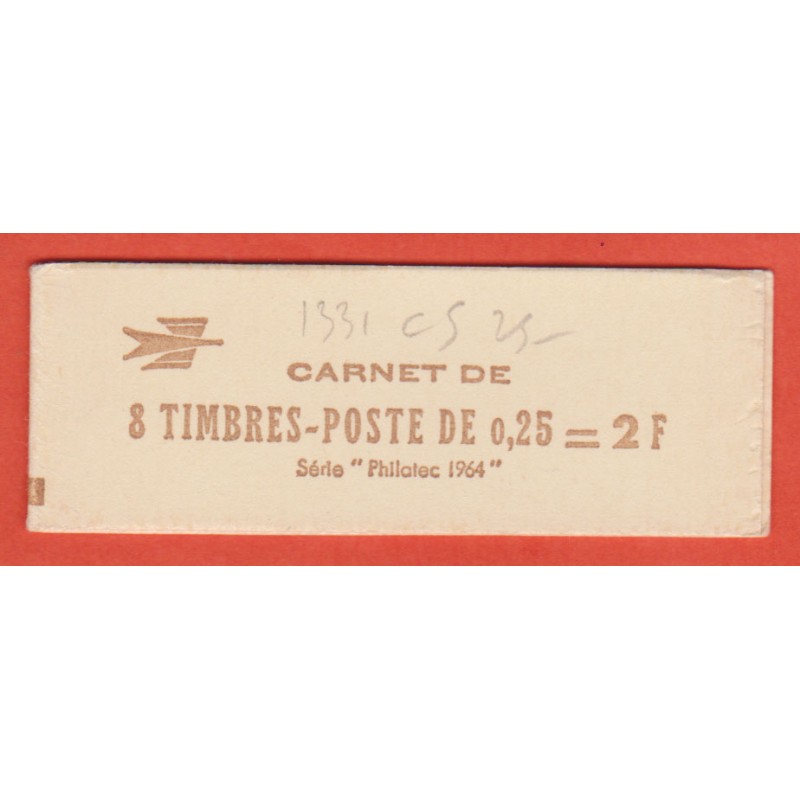 1331 C5 25-
CARNET DE
8 TIMBRES-POSTE DE 0,25 = 2 F
Série "Philatec 1964"